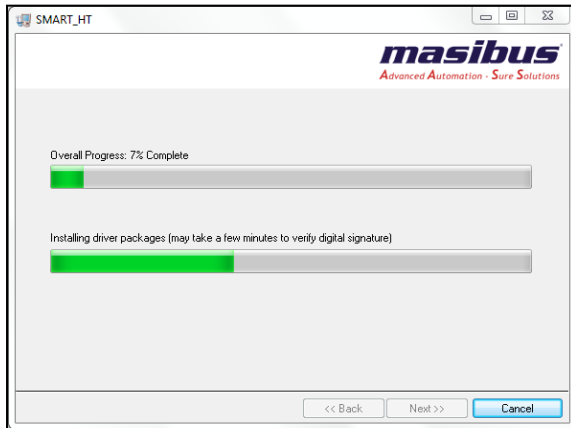 SMART_HT
masibus
Advanced Automation - Sure Solutions
Overall Progress: 7% Complete
Installing driver packages (may take a few minutes to verify digital signature)
<< Back Next >> Cancel